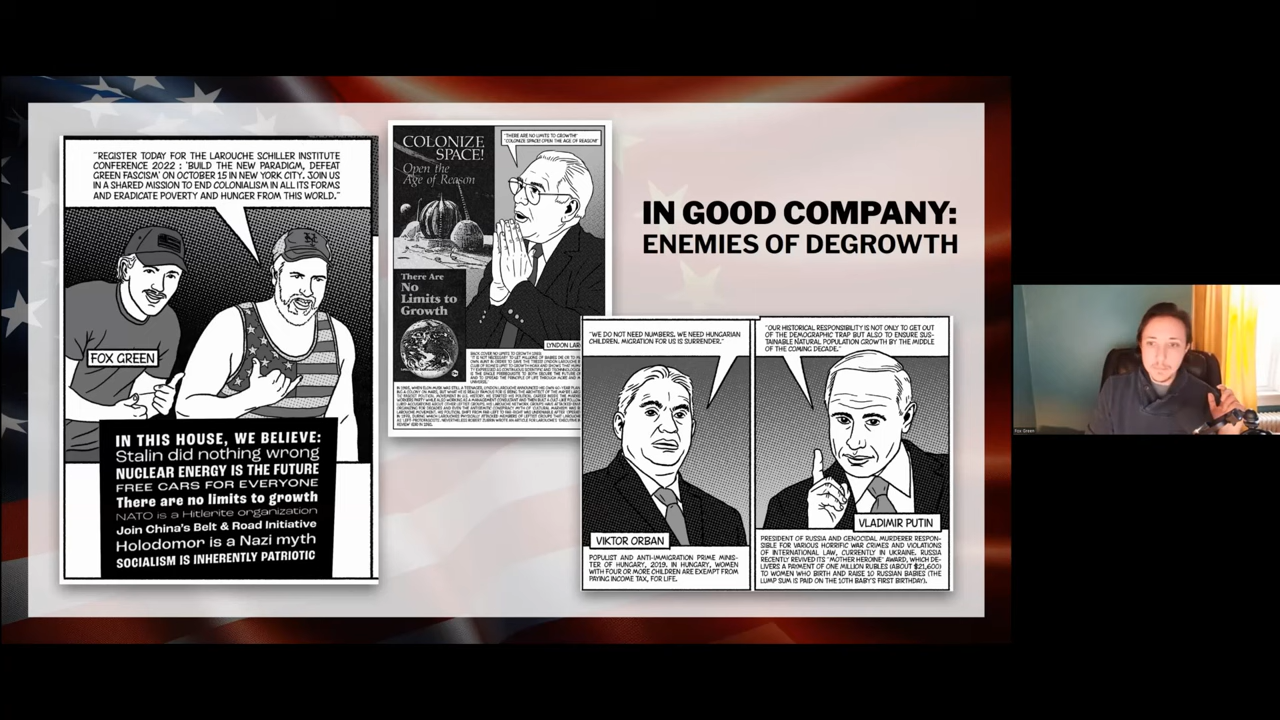 "REGISTER TODAY FOR THE LAROUCHE SCHILLER INSTITUTE
CONFERENCE 2022 : 'BUILD THE NEW PARADIGM, DEFEAT
GREEN FASCISM' ON OCTOBER 15 IN NEW YORK CITY. JOIN US
IN A SHARED MISSION TO END COLONIALISM IN ALL ITS FORMS
AND ERADICATE POVERTY AND HUNGER FROM THIS WORLD."
FOX GREEN
IN THIS HOUSE, WE BELIEVE:
Stalin did nothing wrong
NUCLEAR ENERGY IS THE FUTURE
FREE CARS FOR EVERYONE
There are no limits to growth
NATO is a Hitlerite organization
Join China's Belt & Road Initiative
Holodomor is a Nazi myth
SOCIALISM IS INHERENTLY PATRIOTIC
COLONIZE
SPACE!
Open the
Age of Reason
"THERE ARE NO LIMITS TO GROWTH!"
"COLONIZE SPACE! OPEN THE AGE OF REASON!"
There Are
No
Limits to
Growth
LYNDON LAR
IN GOOD COMPANY:
ENEMIES OF DEGROWTH
"WE DO NOT NEED NUMBERS. WE NEED HUNGARIAN
CHILDREN. MIGRATION FOR US IS SURRENDER."
VIKTOR ORBAN
POPULIST AND ANTI-IMMIGRATION PRIME MINIS-
TER OF HUNGARY, 2019. IN HUNGARY, WOMEN
WITH FOUR OR MORE CHILDREN ARE EXEMPT FROM
PAYING INCOME TAX, FOR LIFE.
"OUR HISTORICAL RESPONSIBILITY IS NOT ONLY TO GET OUT
OF THE DEMOGRAPHIC TRAP BUT ALSO TO ENSURE SUS-
TAINABLE NATURAL POPULATION GROWTH BY THE MIDDLE
OF THE COMING DECADE."
VLADIMIR PUTIN
PRESIDENT OF RUSSIA AND GENOCIDAL MURDERER RESPON-
SIBLE FOR VARIOUS HORRIFIC WAR CRIMES AND VIOLATIONS
OF INTERNATIONAL LAW, CURRENTLY IN UKRAINE. RUSSIA
RECENTLY REVIVED ITS "MOTHER HEROINE" AWARD, WHICH DE-
LIVERS A PAYMENT OF ONE MILLION RUBLES (ABOUT $21,600)
TO WOMEN WHO BIRTH AND RAISE 10 RUSSIAN BABIES (THE
LUMP SUM IS PAID ON THE 10TH BABY'S FIRST BIRTHDAY).
Fox Green